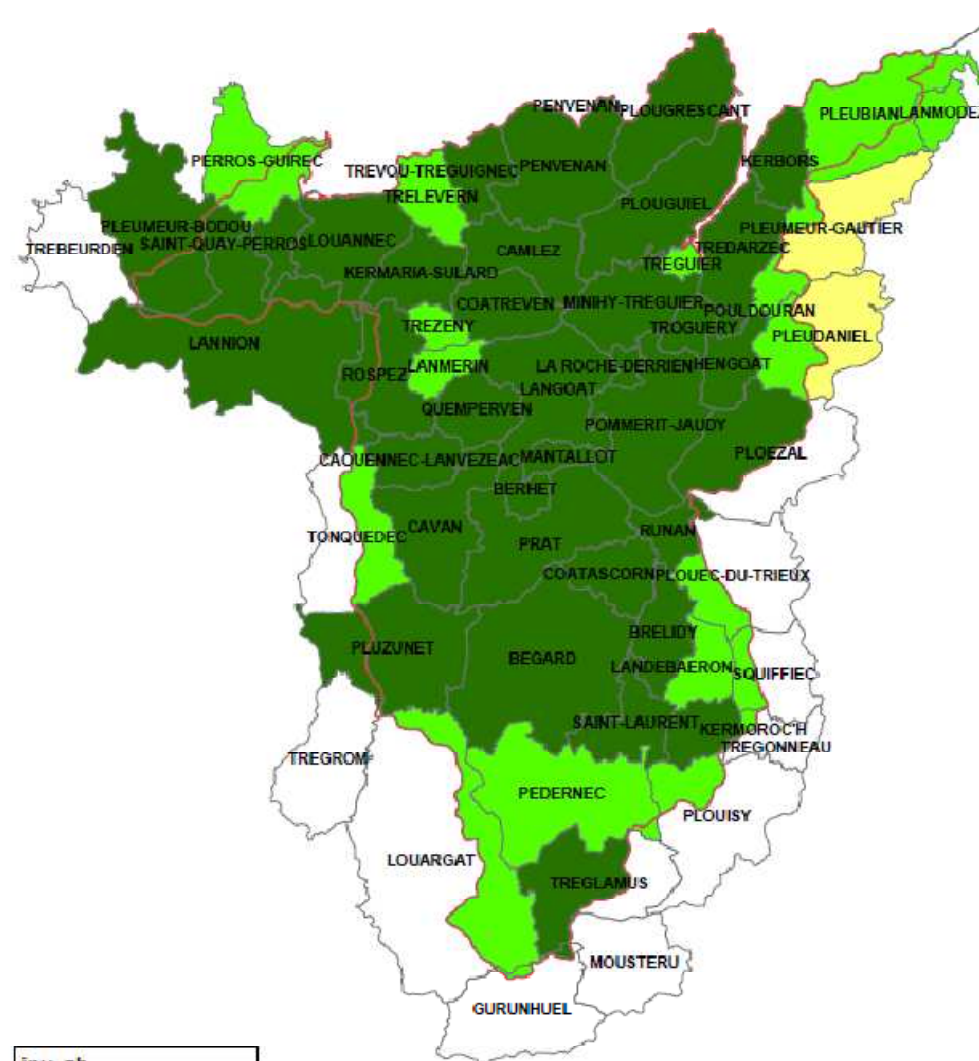 PENVENAN
PLOUGRESCANT
PLEUBIAN
PERROS-GUIREC
TREVOU-TREGUIGNEC
PENVENAN
KERBORS
TRELEVERN
PLOUGUIEL
TREBEURDEN
PLEUMEUR-BODOU
SAINT-QUAY-PERROS
LOUANNEC
CAMLEZ
TREDARZEC
PLEUMEUR-GAUTIER
TREGUIER
KERMARIA-SULARD
COATREVEN
MINIHY-TREGUIER
POULDOURAN
LANNION
TREZENY
TROGUERY
PLEUDANIEL
ROSPEZ
LANMERIN
LA ROCHE-DERRIEN
HENGOAT
LANGOAT
QUEMPERVEN
POMMERIT-JAUDY
CAOUENNEC-LANVEZEAC
MANTALLOT
PLOEZAL
BERHET
TONQUEDEC
CAVAN
PRAT
RUNAN
COATASCORN
PLOUEC-DU-TRIEUX
PLUZUNET
BEGARD
BRELIDY
LANDEBAERON
SQUIFFIEC
SAINT-LAURENT
KERMOROC'H
TREGONNEAU
TREGROM
PEDERNEC
PLOUISY
LOUARGAT
TREGLAMUS
MOUSTERU
GURUNHUEL